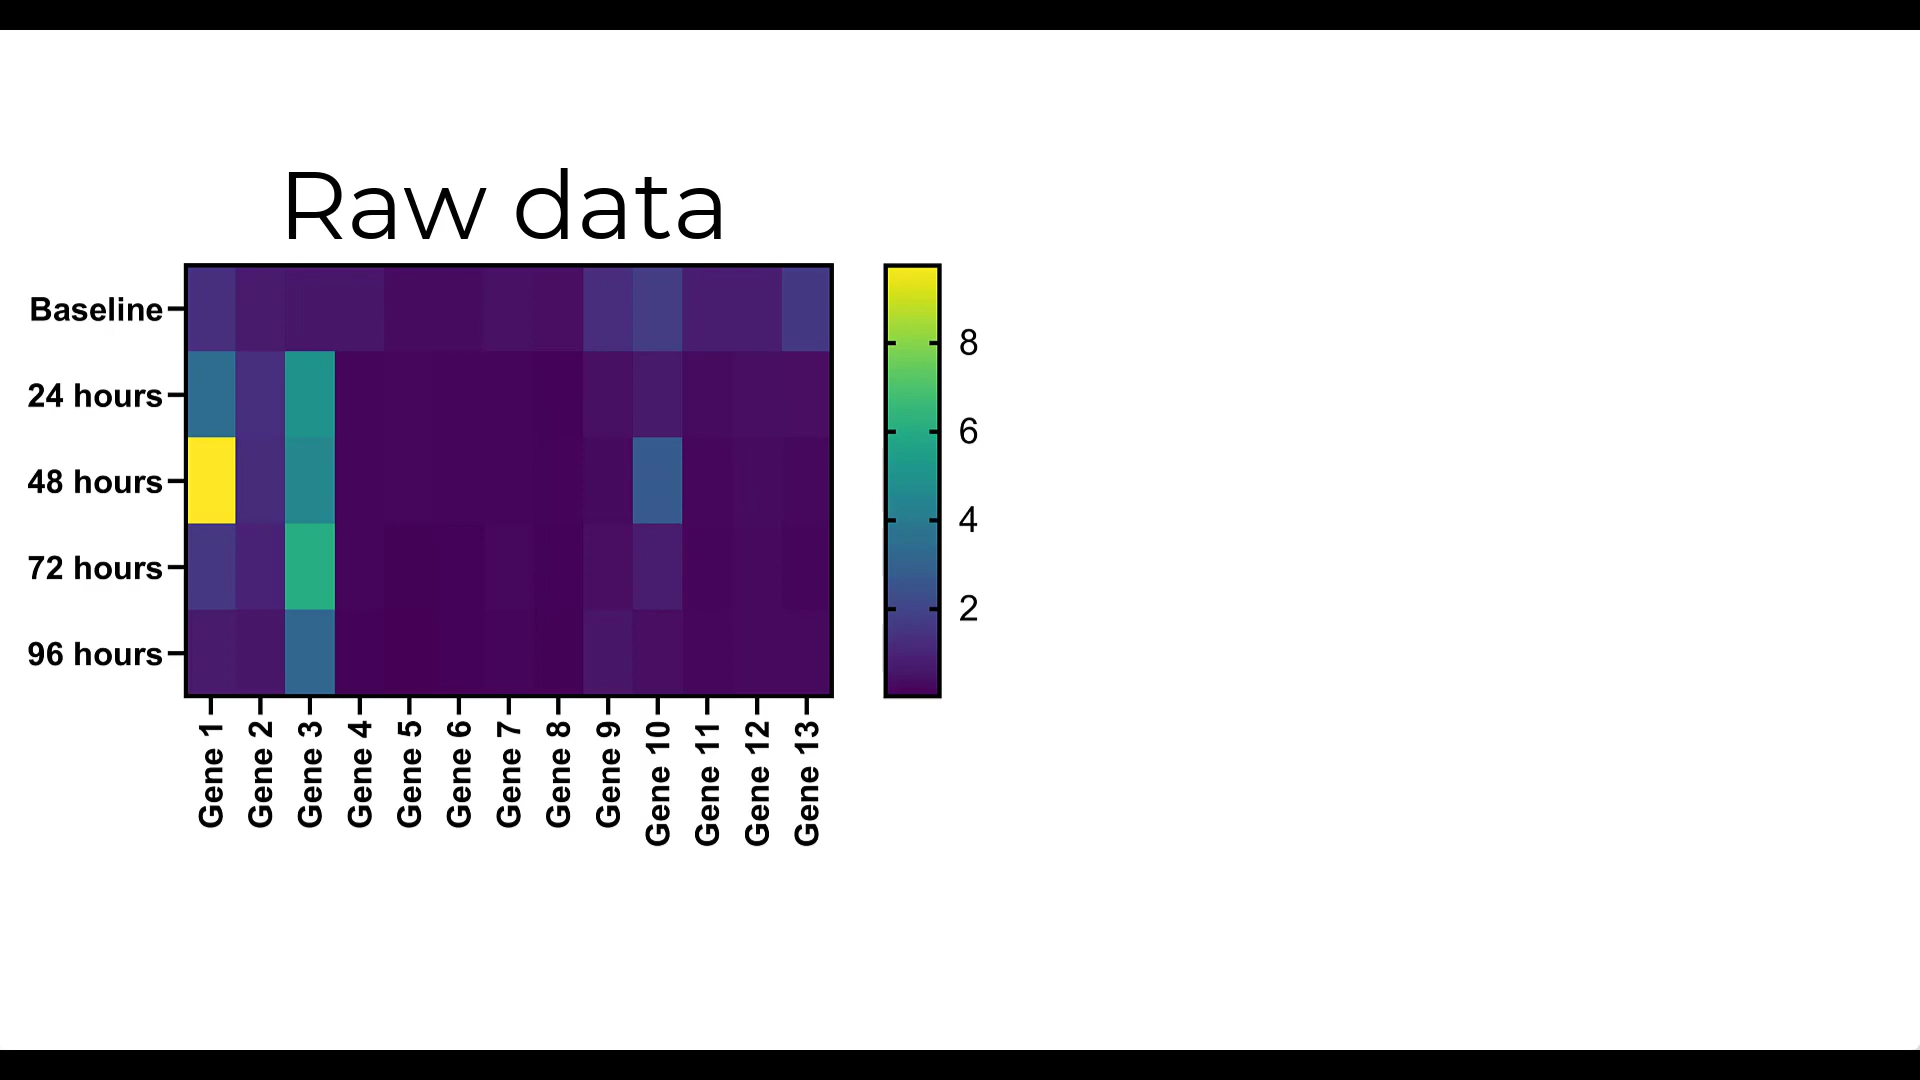 Raw data
Baseline
24 hours
48 hours
72 hours
96 hours
8
6
4
2
Gene 1
Gene 2
Gene 3
Gene 4
Gene 5
Gene 6
Gene 7
Gene 8
Gene 9
Gene 10
Gene 11
Gene 12
Gene 13